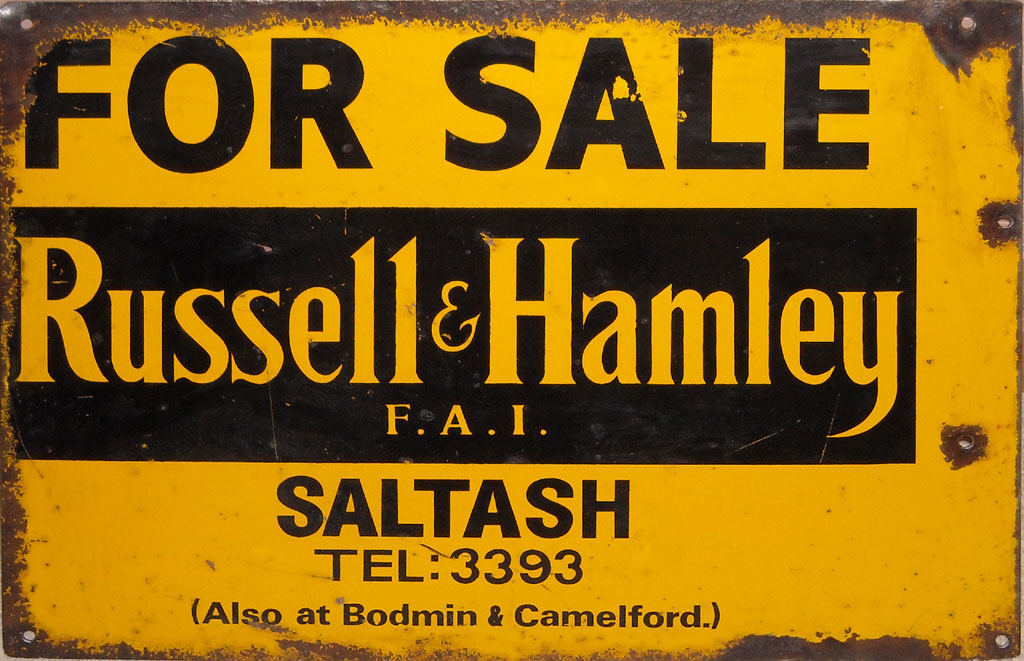 FOR SALE
Russell & Hamley
F.A.I.
SALTASH
TEL: 3393
(Also at Bodmin & Camelford.)